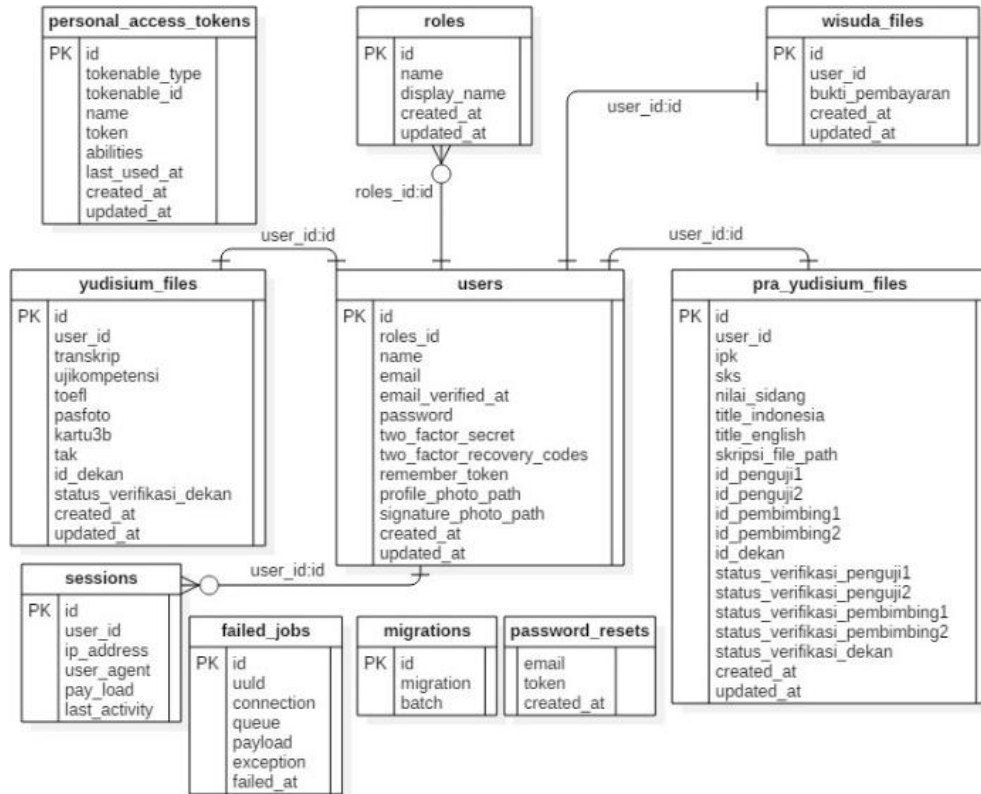 personal_access_tokens
PK id
tokenable_type
tokenable_id
name
token
abilities
last_used_at
created_at
updated_at
roles
PK id
name
display_name
created_at
updated_at
wisuda_files
PK id
user_id
bukti_pembayaran
created_at
updated_at
user_id:id
roles_id:id
user_id:id
user_id:id
yudisium_files
PK id
user_id
transkrip
ujikompetensi
toefl
pasfoto
kartu3b
tak
id_dekan
status_verifikasi_dekan
created_at
updated_at
users
PK id
roles_id
name
email
email_verified_at
password
two_factor_secret
two_factor_recovery_codes
remember_token
profile_photo_path
signature_photo_path
created_at
updated_at
pra_yudisium_files
PK id
user_id
ipk
sks
nilai_sidang
title_indonesia
title_english
skripsi_file_path
id_penguji1
id_penguji2
id_pembimbing1
id_pembimbing2
id_dekan
status_verifikasi_penguji1
status_verifikasi_penguji2
status_verifikasi_pembimbing1
status_verifikasi_pembimbing2
status_verifikasi_dekan
created_at
updated_at
user_id:id
sessions
PK id
user_id
ip_address
user_agent
pay_load
last_activity
failed_jobs
PK id
uuId
connection
queue
payload
exception
failed_at
migrations
PK id
migration
batch
password_resets
email
token
created_at